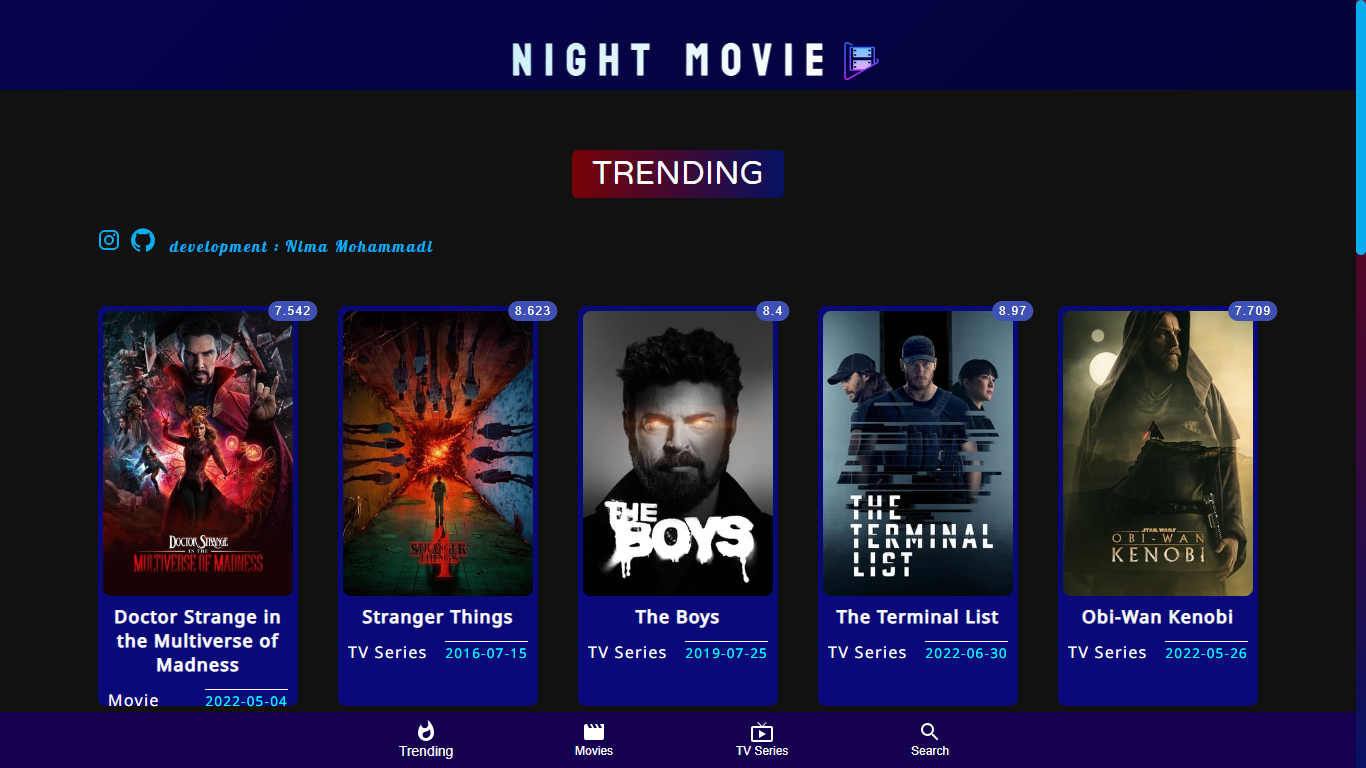 NIGHT MOVIE
TRENDING
development : Nima Mohammadi
7.542
8.623
8.4
8.97
7.709
DOCTOR STRANGE
IN THE
MULTIVERSE OF MADNESS
STRANGER
THINGS
4
THE
BOYS
THE
TERMINAL
LIST
STAR WARS
OBI-WAN
KENOBI
Doctor Strange in
the Multiverse of
Madness
Movie 2022-05-04
Stranger Things
TV Series 2016-07-15
The Boys
TV Series 2019-07-25
The Terminal List
TV Series 2022-06-30
Obi-Wan Kenobi
TV Series 2022-05-26
Trending
Movies
TV Series
Search